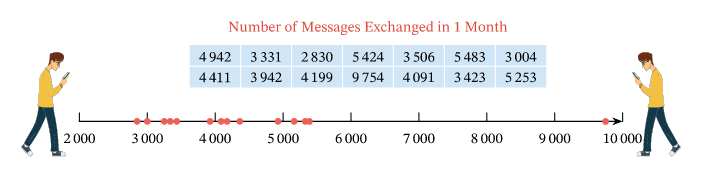 Number of Messages Exchanged in 1 Month
4 942 3 331 2 830 5 424 3 506 5 483 3 004
4 411 3 942 4 199 9 754 4 091 3 423 5 253
2 000 3 000 4 000 5 000 6 000 7 000 8 000 9 000 10 000